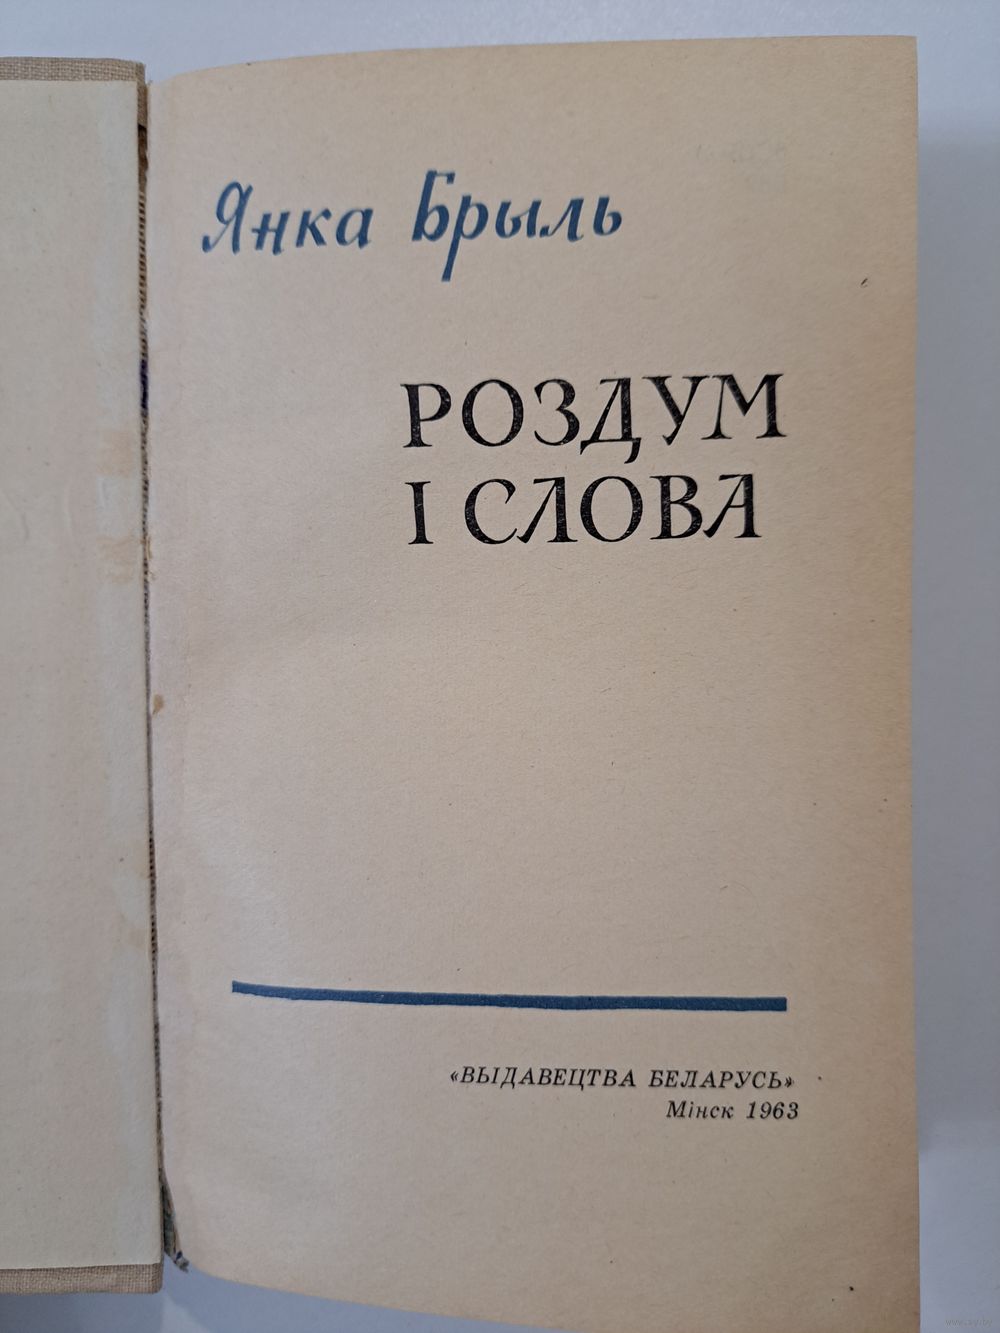 Янка Брыль
РОЗДУМ
І СЛОВА
«ВЫДАВЕЦТВА БЕЛАРУСЬ»
Мінск 1963